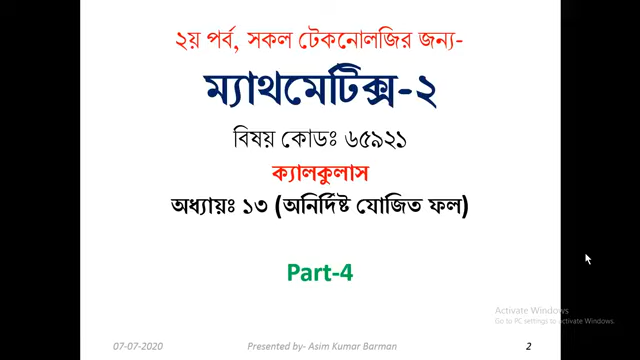 ২য় পর্ব, সকল টেকনোলজির জন্য-
ম্যাথমেটিক্স-২
বিষয় কোডঃ ৬৫৯২১
ক্যালকুলাস
অধ্যায়ঃ ১৩ (অনির্দিষ্ট যোজিত ফল)
Part-4
Activate Windows
Go to PC settings to activate Windows.
07-07-2020 Presented by- Asim Kumar Barman 2